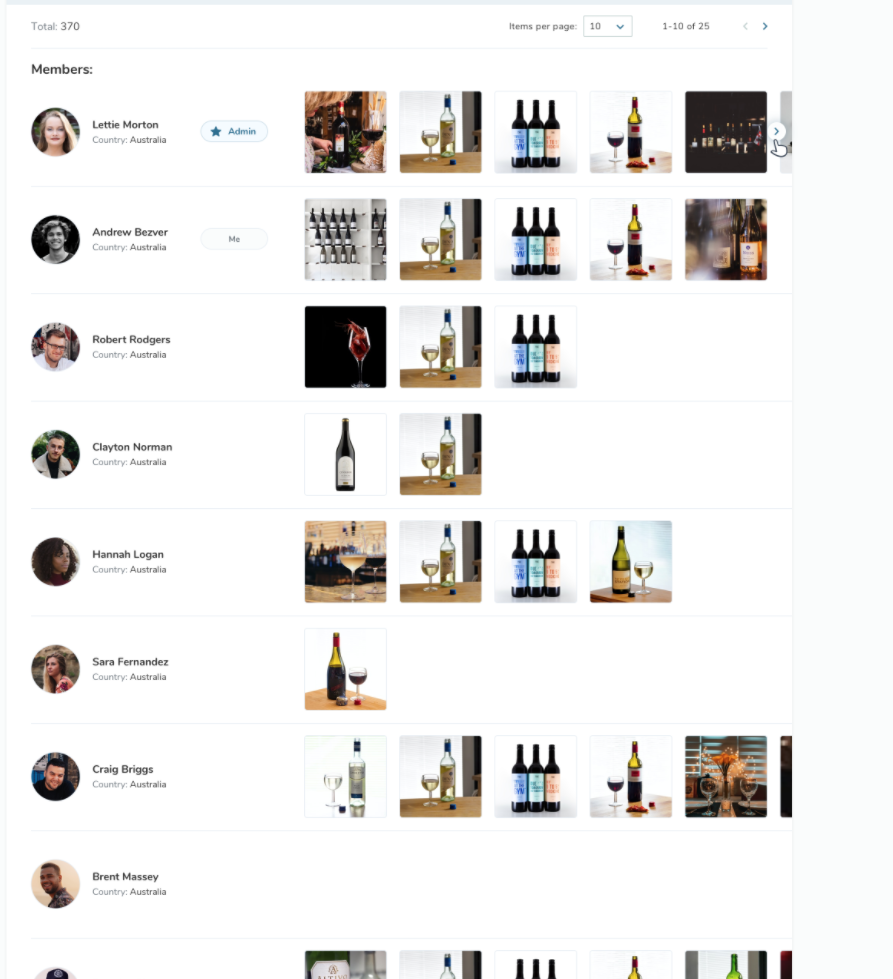 Total: 370
Items per page: 10
1-10 of 25
Members:
Lettie Morton
Country: Australia
Admin
Andrew Bezver
Country: Australia
Me
Robert Rodgers
Country: Australia
Clayton Norman
Country: Australia
Hannah Logan
Country: Australia
Sara Fernandez
Country: Australia
Craig Briggs
Country: Australia
Brent Massey
Country: Australia